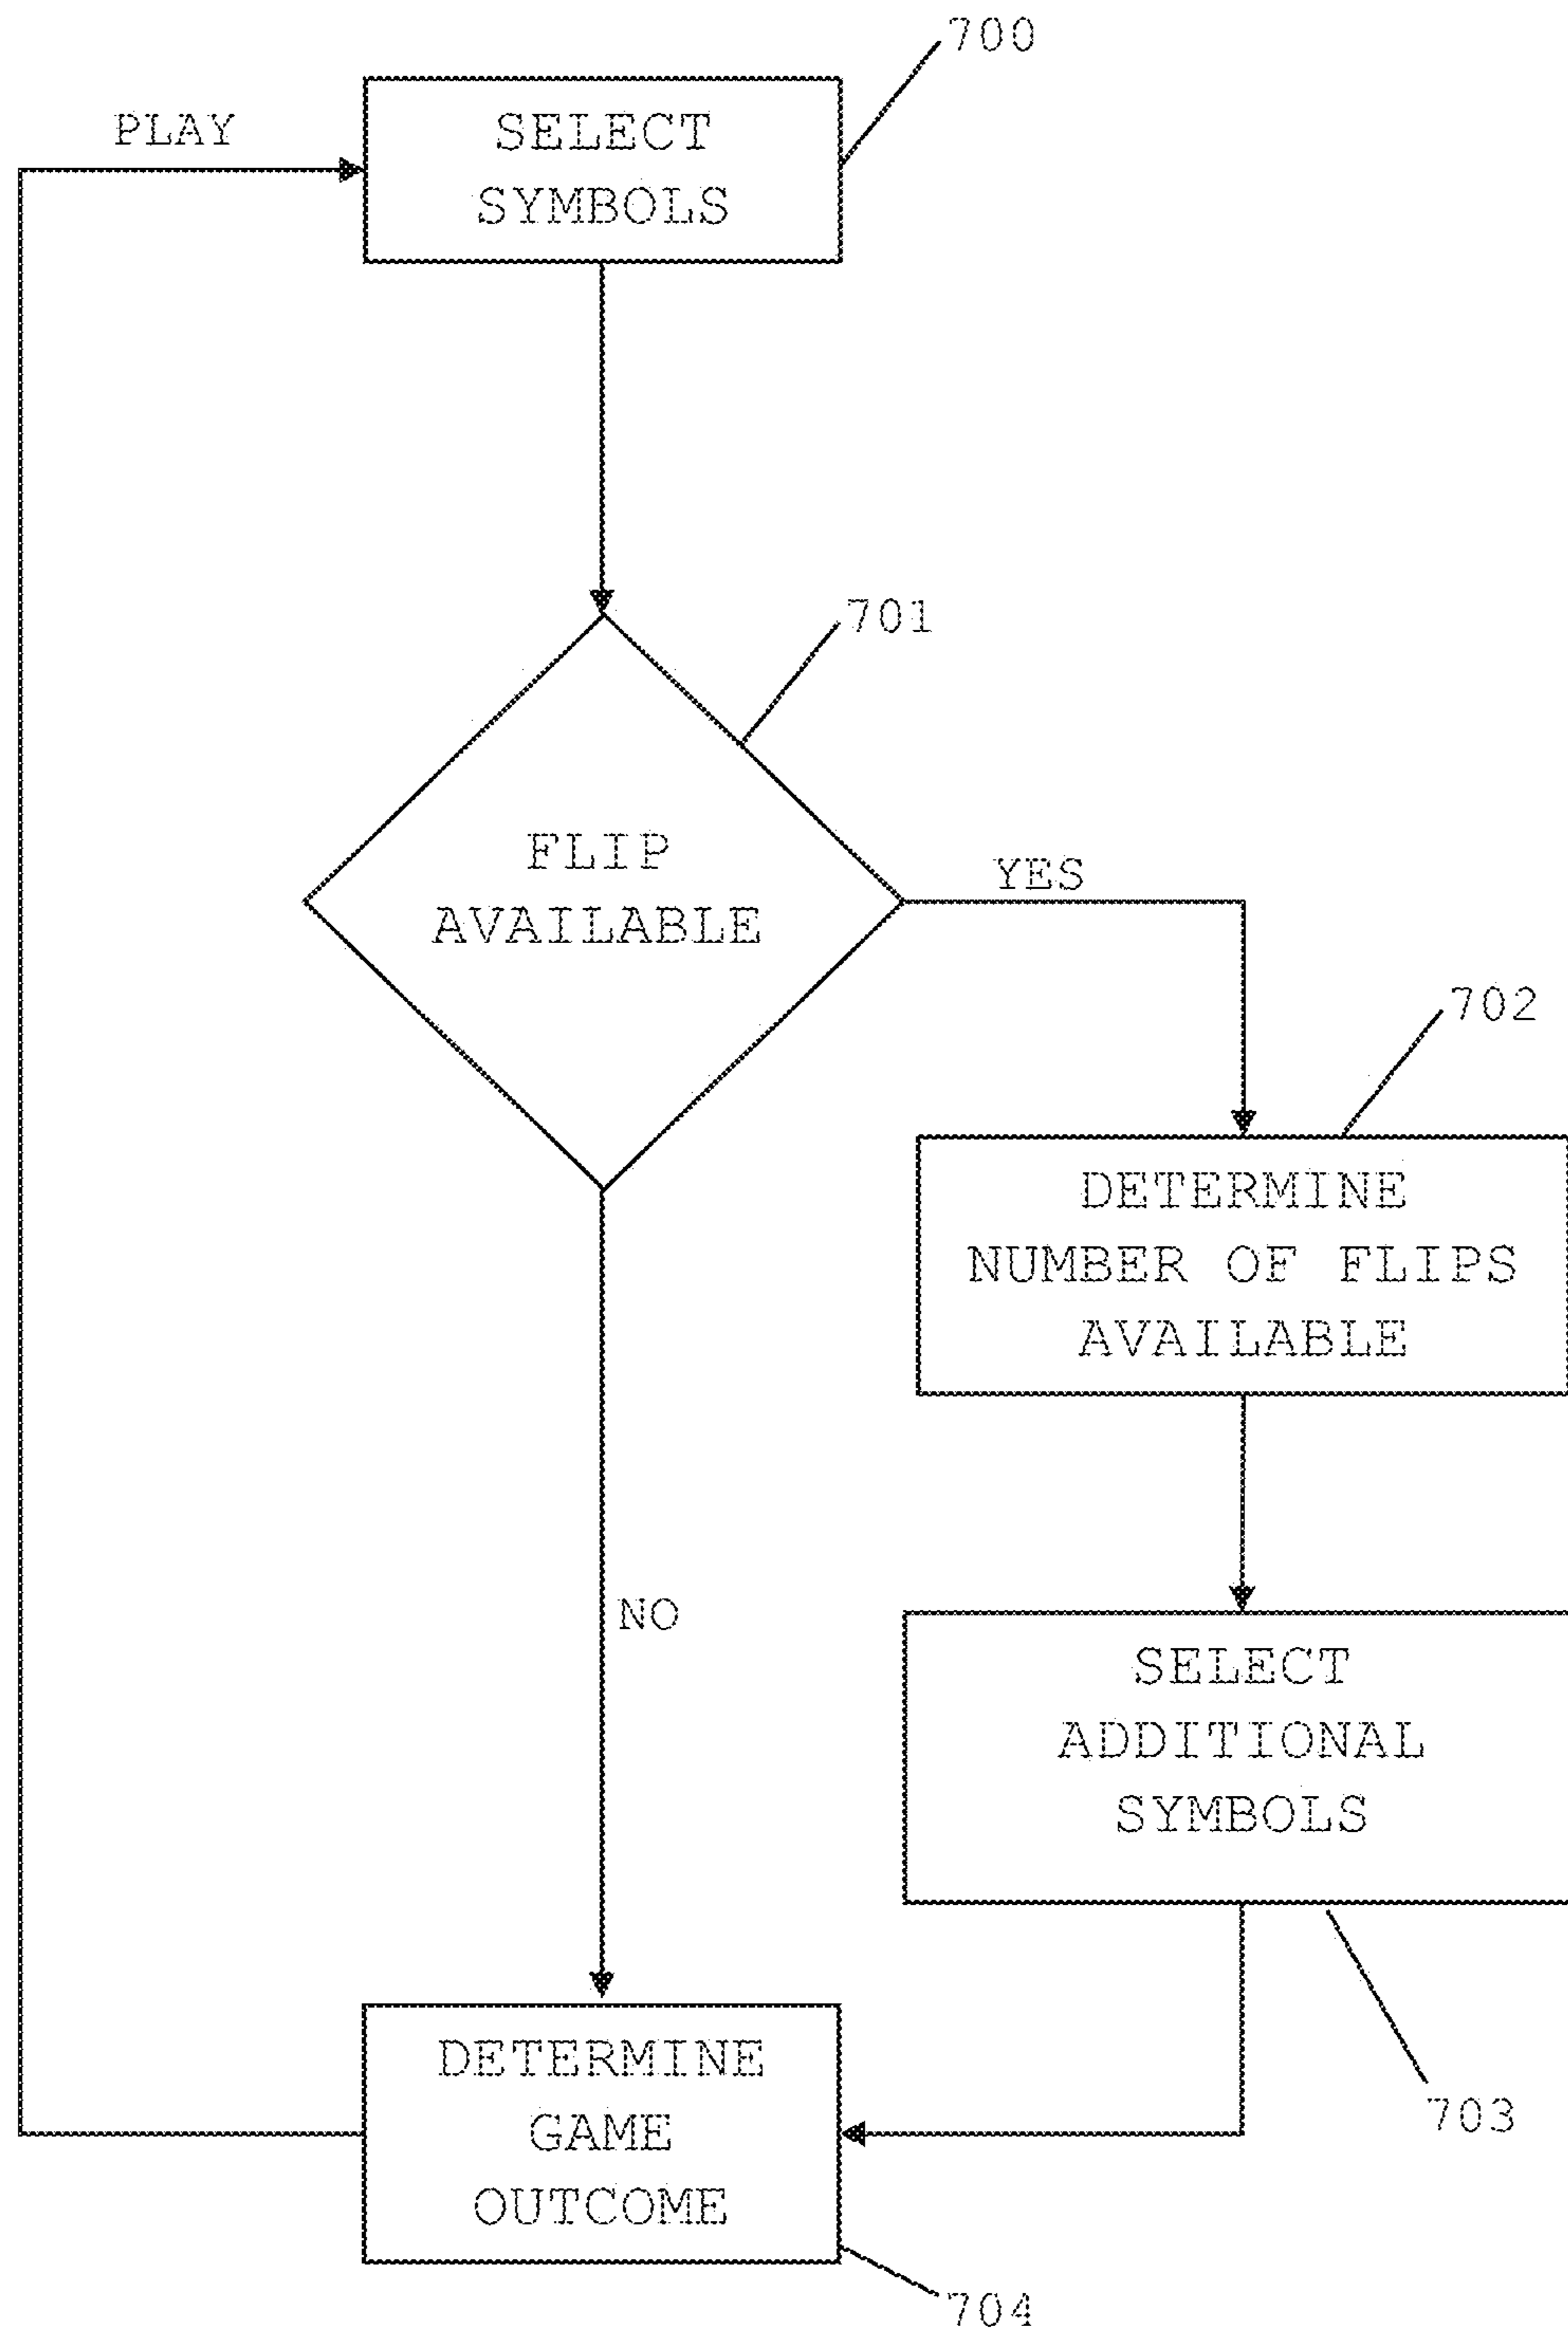 700
PLAY
SELECT
SYMBOLS
701
FLIP
AVAILABLE
YES
702
DETERMINE
NUMBER OF FLIPS
AVAILABLE
NO
SELECT
ADDITIONAL
SYMBOLS
703
DETERMINE
GAME
OUTCOME
704